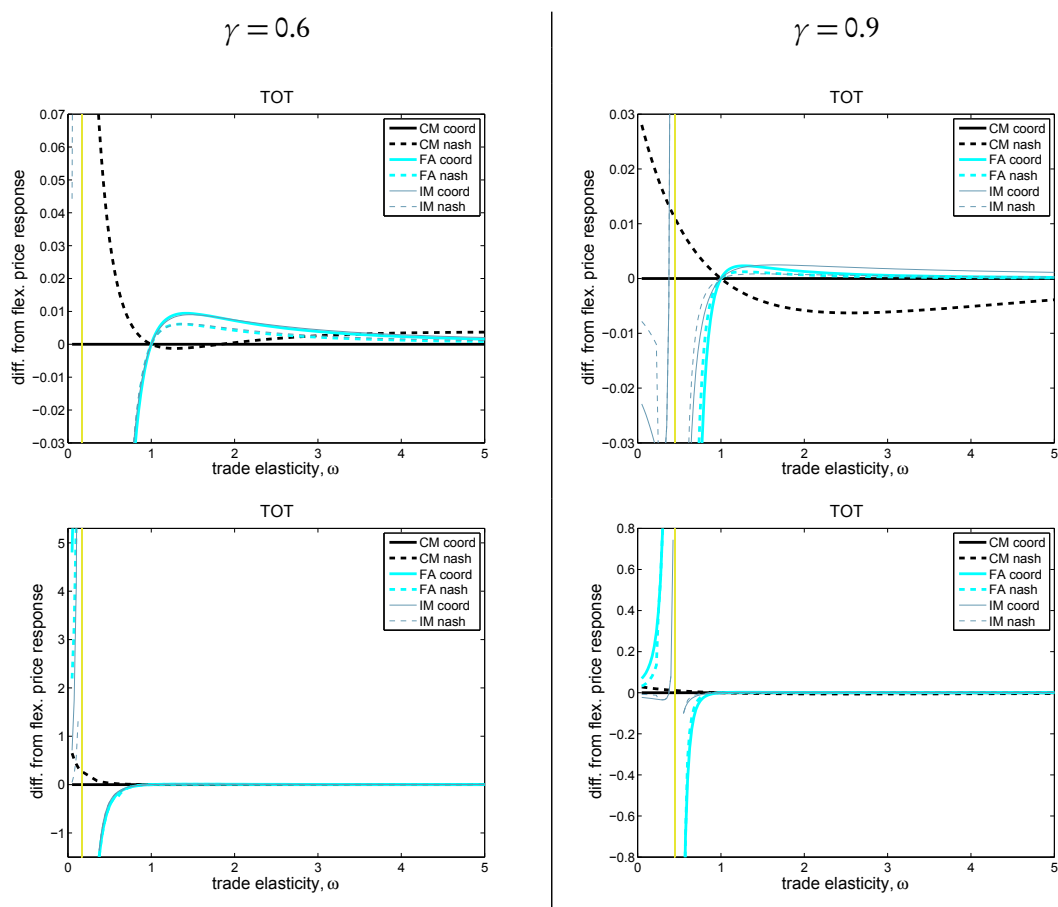 γ = 0.6
γ = 0.9
TOT
0.07
0.06
0.05
0.04
0.03
0.02
0.01
0
−0.01
−0.02
−0.03
diff. from flex. price response
0 1 2 3 4 5
trade elasticity, ω
CM coord
CM nash
FA coord
FA nash
IM coord
IM nash
TOT
0.03
0.02
0.01
0
−0.01
−0.02
−0.03
diff. from flex. price response
0 1 2 3 4 5
trade elasticity, ω
CM coord
CM nash
FA coord
FA nash
IM coord
IM nash
TOT
5
4
3
2
1
0
−1
diff. from flex. price response
0 1 2 3 4 5
trade elasticity, ω
CM coord
CM nash
FA coord
FA nash
IM coord
IM nash
TOT
0.8
0.6
0.4
0.2
0
−0.2
−0.4
−0.6
−0.8
diff. from flex. price response
0 1 2 3 4 5
trade elasticity, ω
CM coord
CM nash
FA coord
FA nash
IM coord
IM nash